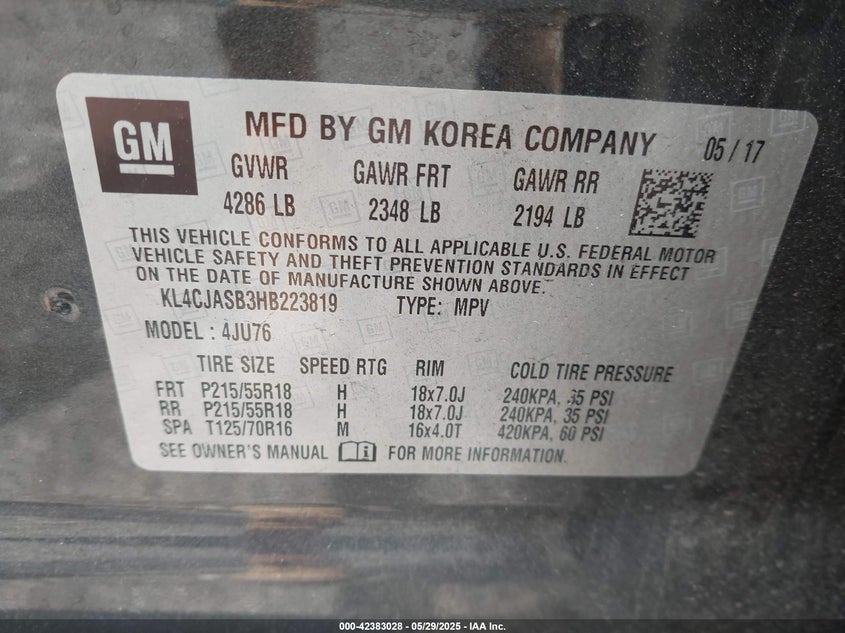 GM
MFD BY GM KOREA COMPANY 05 / 17
GVWR GAWR FRT GAWR RR
4286 LB 2348 LB 2194 LB
THIS VEHICLE CONFORMS TO ALL APPLICABLE U.S. FEDERAL MOTOR
VEHICLE SAFETY AND THEFT PREVENTION STANDARDS IN EFFECT
ON THE DATE OF MANUFACTURE SHOWN ABOVE.
KL4CJASB3HB223819 TYPE: MPV
MODEL : 4JU76
TIRE SIZE SPEED RTG RIM COLD TIRE PRESSURE
FRT P215/55R18 H 18x7.0J 240KPA, 35 PSI
RR P215/55R18 H 18x7.0J 240KPA, 35 PSI
SPA T125/70R16 M 16x4.0T 420KPA, 60 PSI
SEE OWNER'S MANUAL FOR MORE INFORMATION.
000-42383028 - 05/29/2025 - IAA Inc.